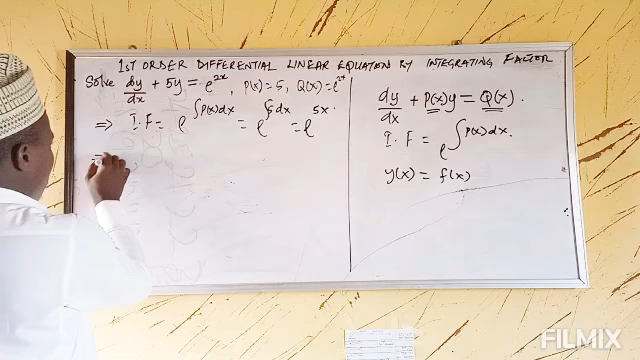 1ST ORDER DIFFERENTIAL LINEAR EQUATION BY INTEGRATING FACTOR
Solve dy/dx + 5y = e^{2x}, P(x) = 5, Q(x) = e^{2x}
⇒ I.F = e^{∫P(x)dx} = e^{∫5dx} = e^{5x}.
dy/dx + P(x)y = Q(x).
I.F = e^{∫P(x)dx}.
y(x) = f(x)
FILMIX